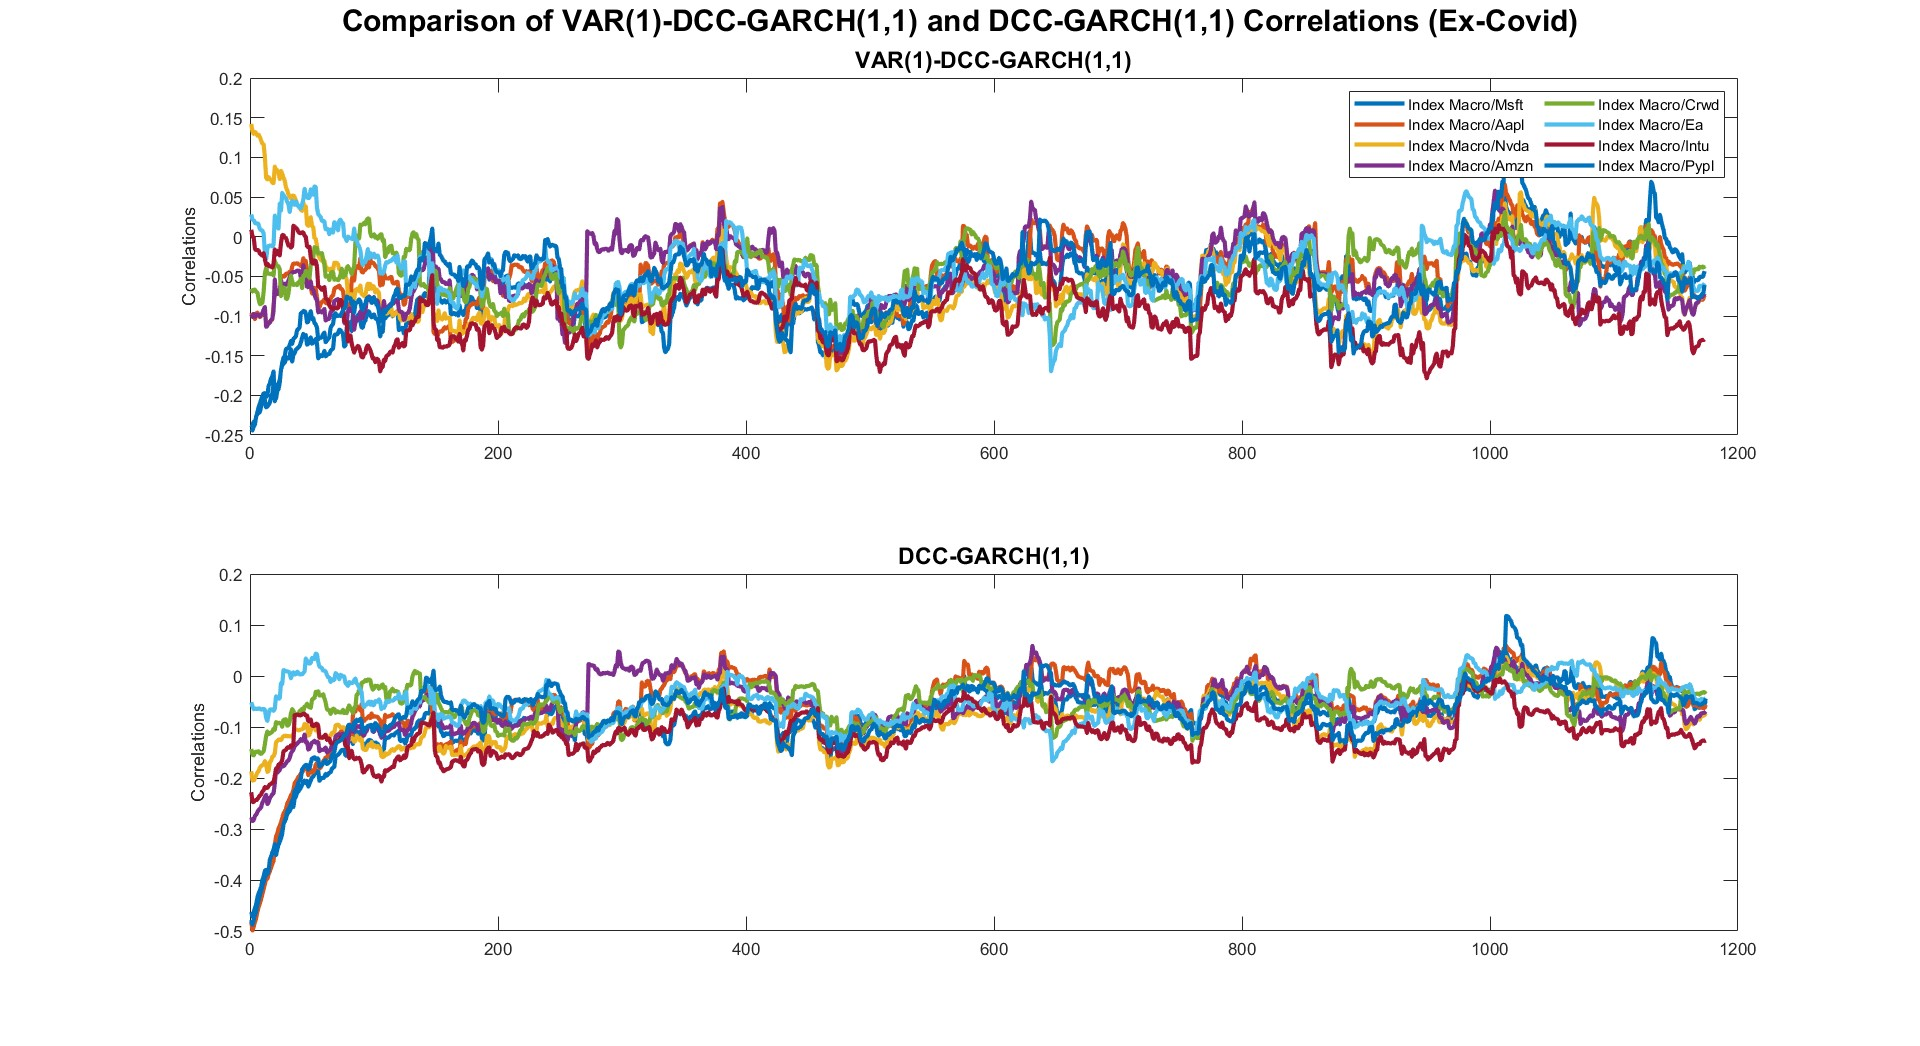 Comparison of VAR(1)-DCC-GARCH(1,1) and DCC-GARCH(1,1) Correlations (Ex-Covid)
VAR(1)-DCC-GARCH(1,1)
0.2
0.15
0.1
0.05
0
-0.05
-0.1
-0.15
-0.2
-0.25
Correlations
Index Macro/Msft
Index Macro/Aapl
Index Macro/Nvda
Index Macro/Amzn
Index Macro/Crwd
Index Macro/Ea
Index Macro/Intu
Index Macro/Pypl
0 200 400 600 800 1000 1200
DCC-GARCH(1,1)
0.2
0.1
0
-0.1
-0.2
-0.3
-0.4
-0.5
Correlations
0 200 400 600 800 1000 1200